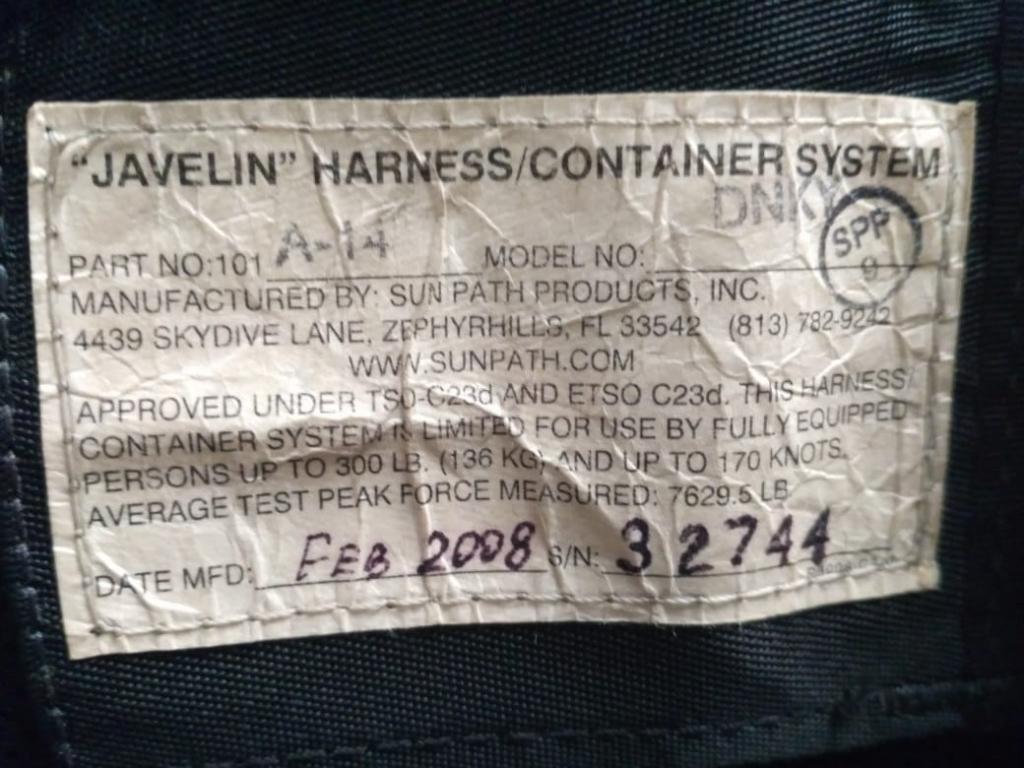 "JAVELIN" HARNESS/CONTAINER SYSTEM
DNKY
SPP
9
PART NO:101 A-14 MODEL NO:
MANUFACTURED BY: SUN PATH PRODUCTS, INC.
4439 SKYDIVE LANE, ZEPHYRHILLS, FL 33542 (813) 782-9242
WWW.SUNPATH.COM
APPROVED UNDER TSO-C23d AND ETSO C23d. THIS HARNESS/
CONTAINER SYSTEM IS LIMITED FOR USE BY FULLY EQUIPPED
PERSONS UP TO 300 LB. (136 KG) AND UP TO 170 KNOTS.
AVERAGE TEST PEAK FORCE MEASURED: 7629.5 LB
DATE MFD: FEB 2008 S/N: 32744